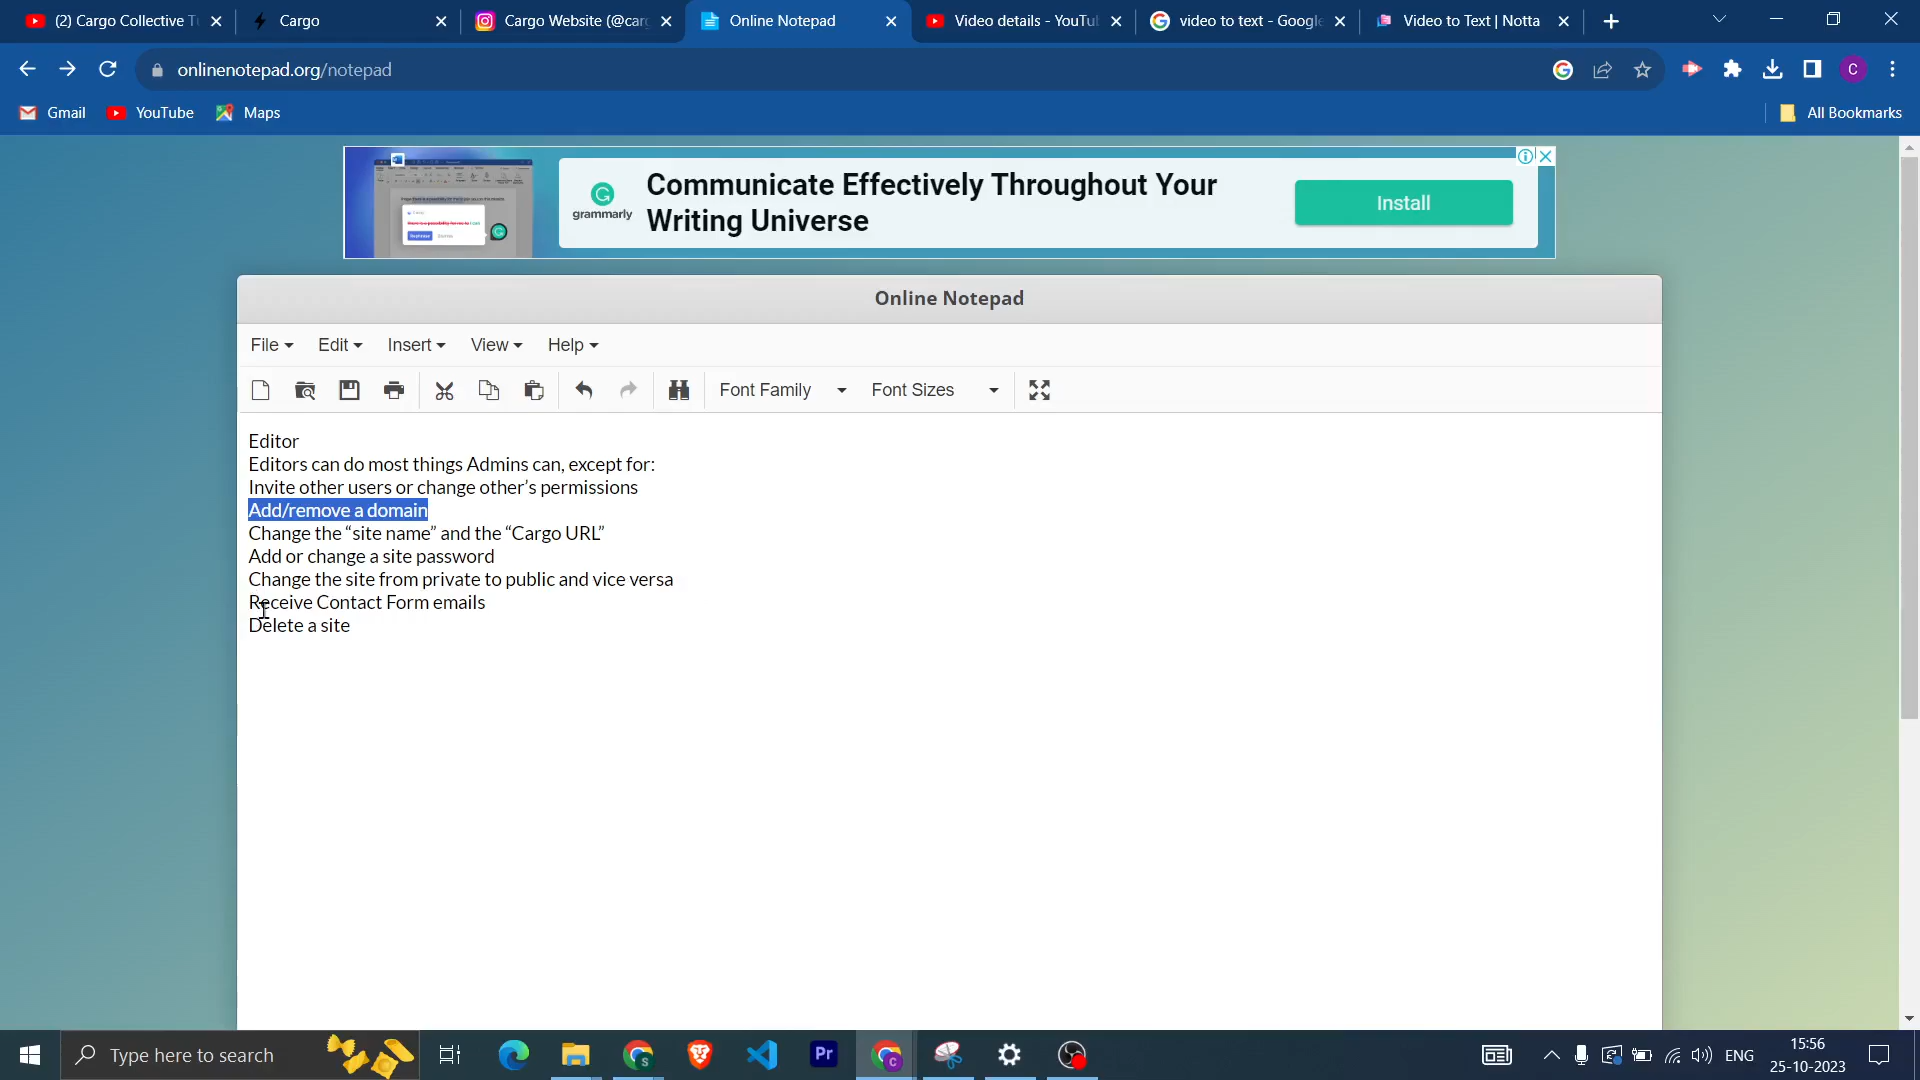 (2) Cargo Collective T
Cargo
Cargo Website (@carg
Online Notepad
Video details - YouTu
video to text - Google
Video to Text | Notta
onlinenotepad.org/notepad
C
Gmail
YouTube
Maps
All Bookmarks
grammarly
Communicate Effectively Throughout Your
Writing Universe
Install
Online Notepad
File
Edit
Insert
View
Help
Font Family
Font Sizes
Editor
Editors can do most things Admins can, except for:
Invite other users or change other’s permissions
Add/remove a domain
Change the “site name” and the “Cargo URL”
Add or change a site password
Change the site from private to public and vice versa
Receive Contact Form emails
Delete a site
Type here to search
S
Pr
C
ENG
15:56
25-10-2023